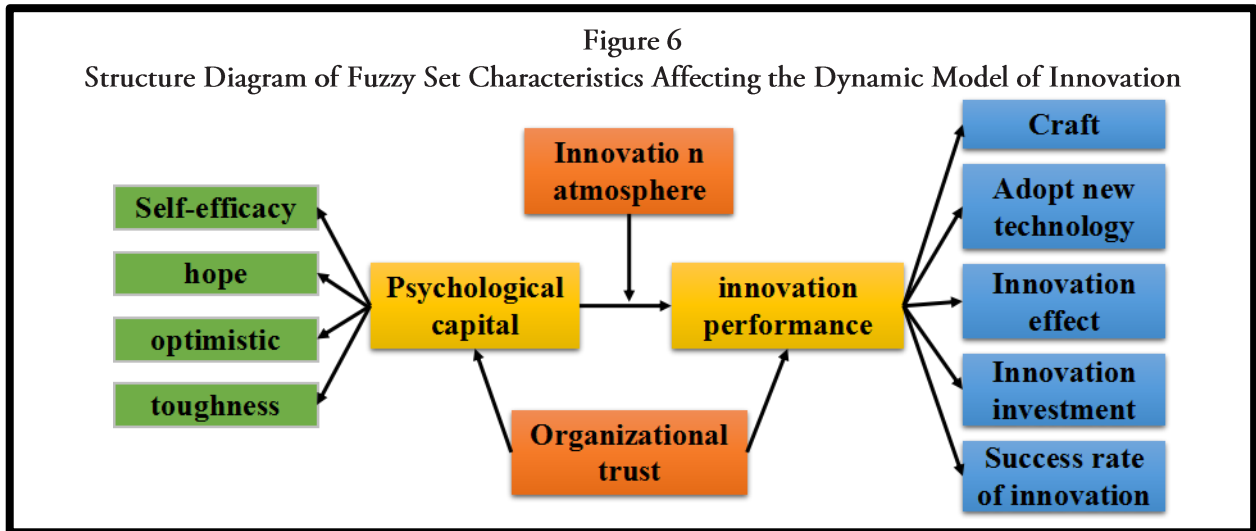 Figure 6
Structure Diagram of Fuzzy Set Characteristics Affecting the Dynamic Model of Innovation
Self-efficacy
hope
optimistic
toughness
Psychological
capital
Innovatio n
atmosphere
Organizational
trust
innovation
performance
Craft
Adopt new
technology
Innovation
effect
Innovation
investment
Success rate
of innovation